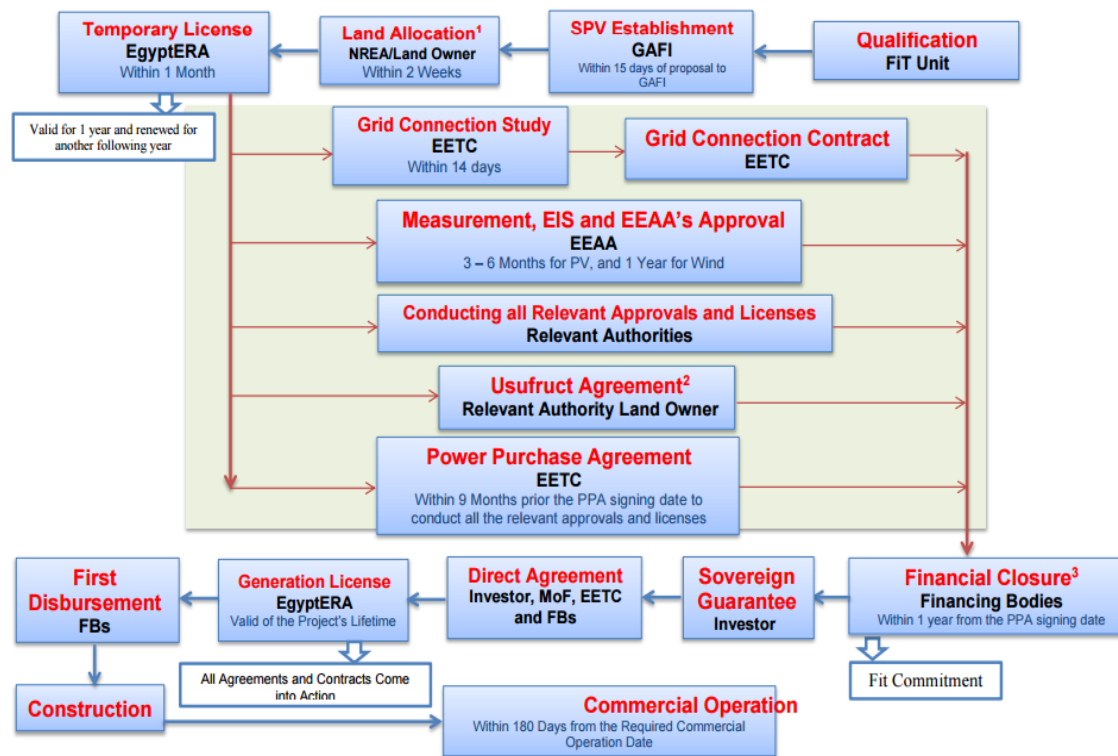 Temporary License
EgyptERA
Within 1 Month
Land Allocation¹
NREA/Land Owner
Within 2 Weeks
SPV Establishment
GAFI
Within 15 days of proposal to
GAFI
Qualification
FiT Unit
Valid for 1 year and renewed for
another following year
Grid Connection Study
EETC
Within 14 days
Grid Connection Contract
EETC
Measurement, EIS and EEAA's Approval
EEAA
3 – 6 Months for PV, and 1 Year for Wind
Conducting all Relevant Approvals and Licenses
Relevant Authorities
Usufruct Agreement²
Relevant Authority Land Owner
Power Purchase Agreement
EETC
Within 9 Months prior the PPA signing date to
conduct all the relevant approvals and licenses
First
Disbursement
FBs
Generation License
EgyptERA
Valid of the Project's Lifetime
Direct Agreement
Investor, MoF, EETC
and FBs
Sovereign
Guarantee
Investor
Financial Closure³
Financing Bodies
Within 1 year from the PPA signing date
All Agreements and Contracts Come
into Action
Fit Commitment
Construction
Commercial Operation
Within 180 Days from the Required Commercial
Operation Date